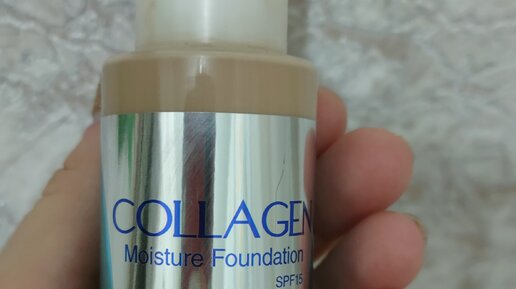 COLLAGEN
Moisture Foundation
SPF15